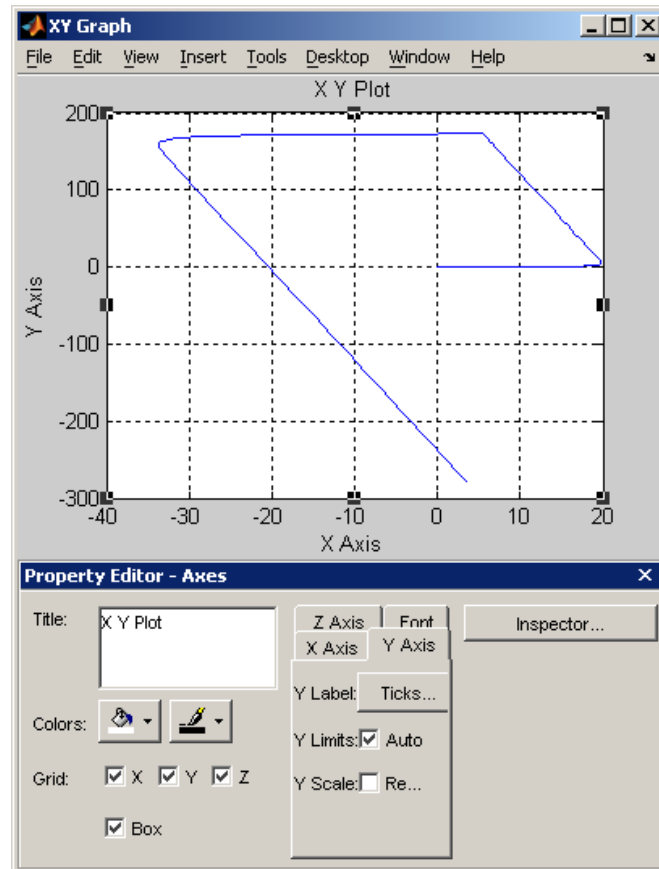 XY Graph
File Edit View Insert Tools Desktop Window Help
X Y Plot
200
100
0
-100
-200
-300
Y Axis
-40 -30 -20 -10 0 10 20
X Axis
Property Editor - Axes
Title:
X Y Plot
Colors:
Grid:
X Y Z
Box
Z Axis Font
X Axis Y Axis
Y Label: Ticks...
Y Limits: Auto
Y Scale: Re...
Inspector...